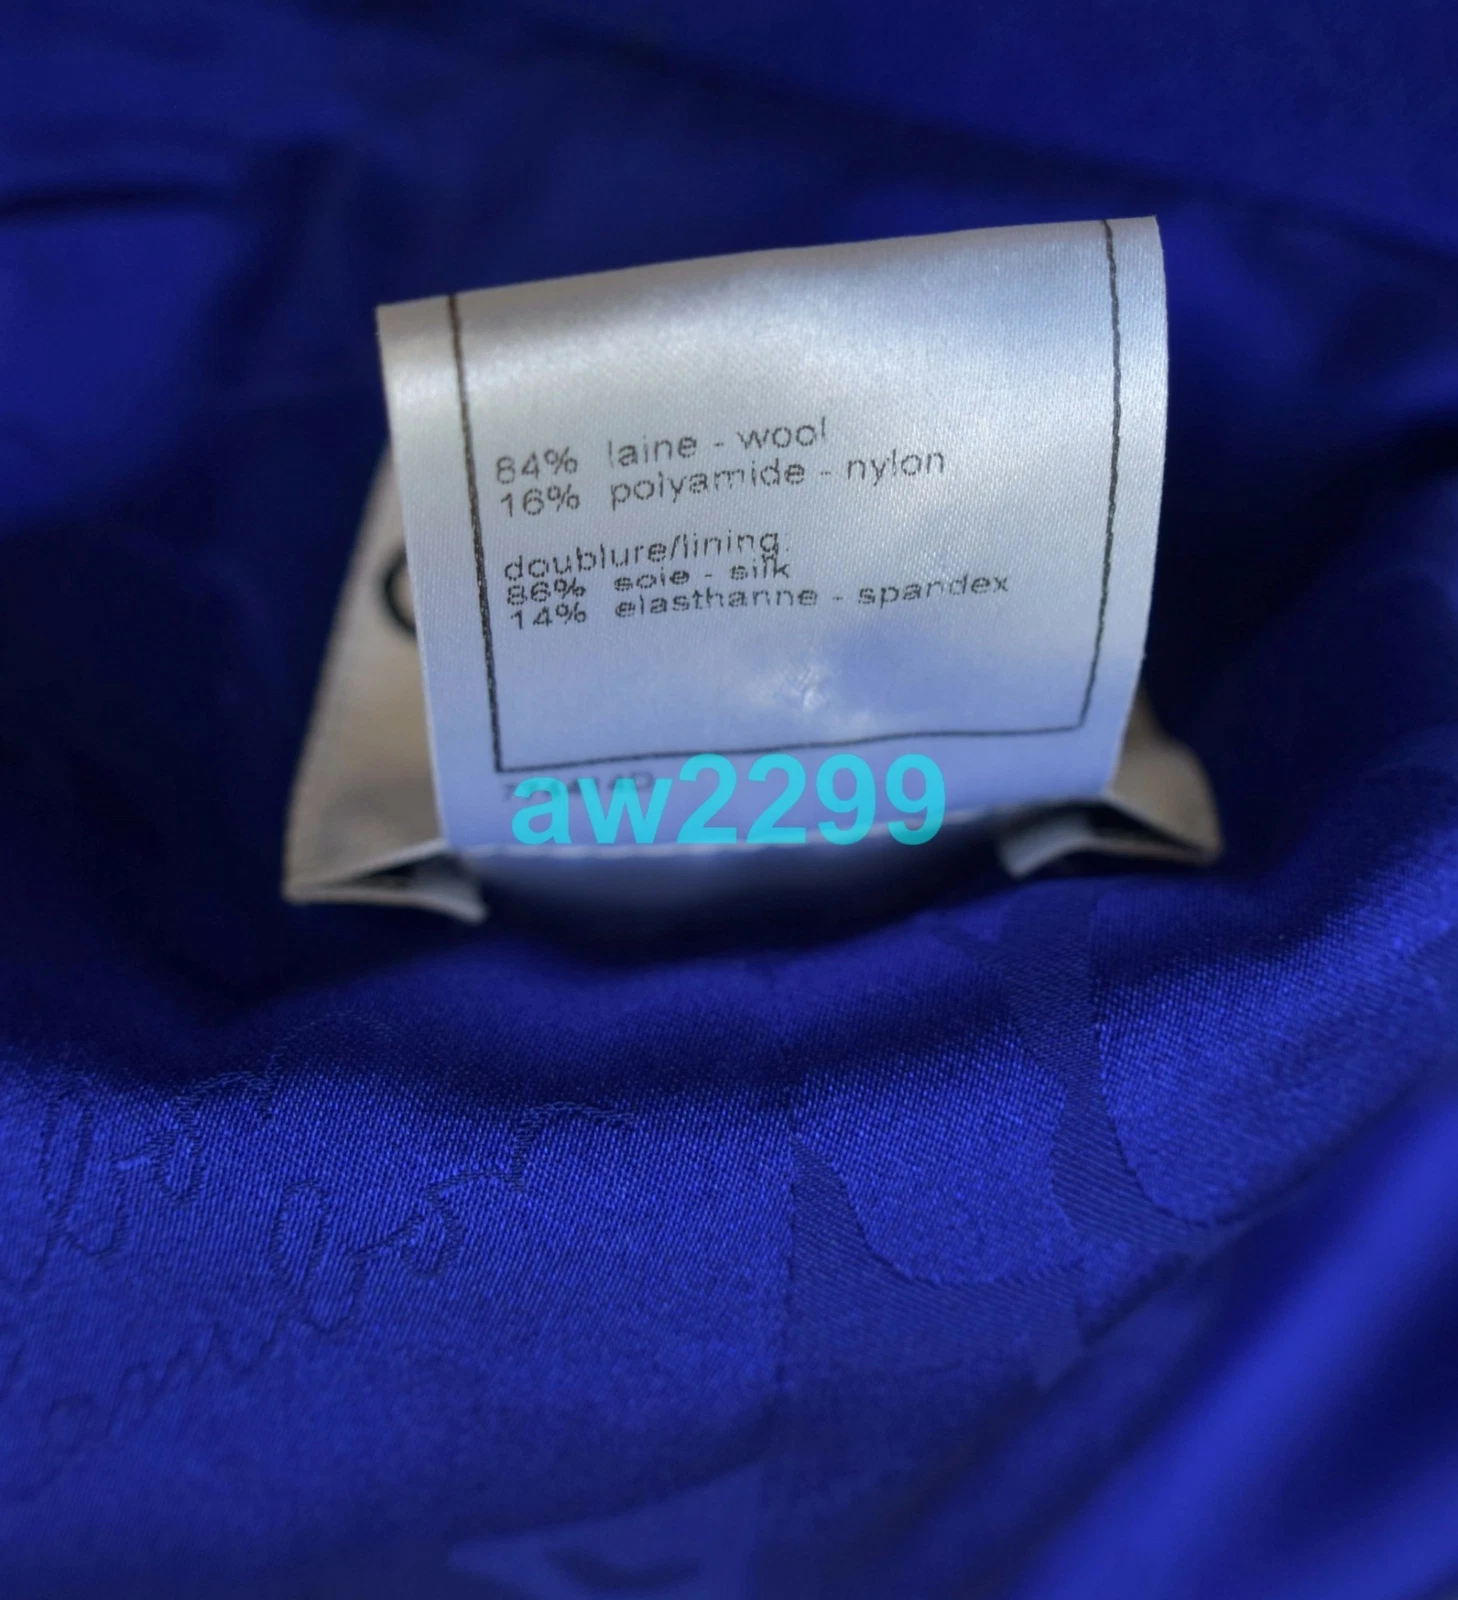 84% laine - wool
16% polyamide - nylon
doublure/lining
86% soie - silk
14% elasthanne - spandex
aw2299